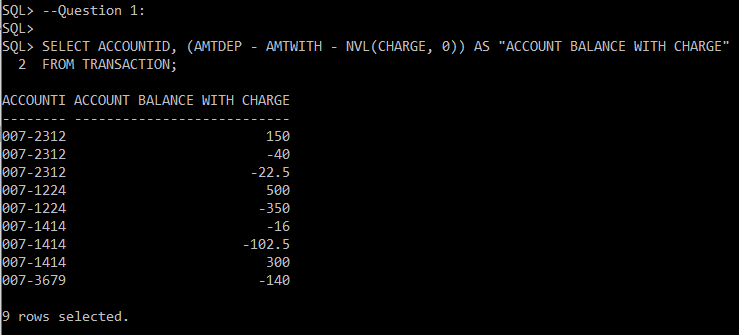 SQL> --Question 1:
SQL>
SQL> SELECT ACCOUNTID, (AMTDEP - AMTWITH - NVL(CHARGE, 0)) AS "ACCOUNT BALANCE WITH CHARGE"
  2  FROM TRANSACTION;
ACCOUNTI ACCOUNT BALANCE WITH CHARGE
-------- ---------------------------
007-2312                         150
007-2312                         -40
007-2312                       -22.5
007-1224                         500
007-1224                        -350
007-1414                         -16
007-1414                      -102.5
007-1414                         300
007-3679                        -140
9 rows selected.